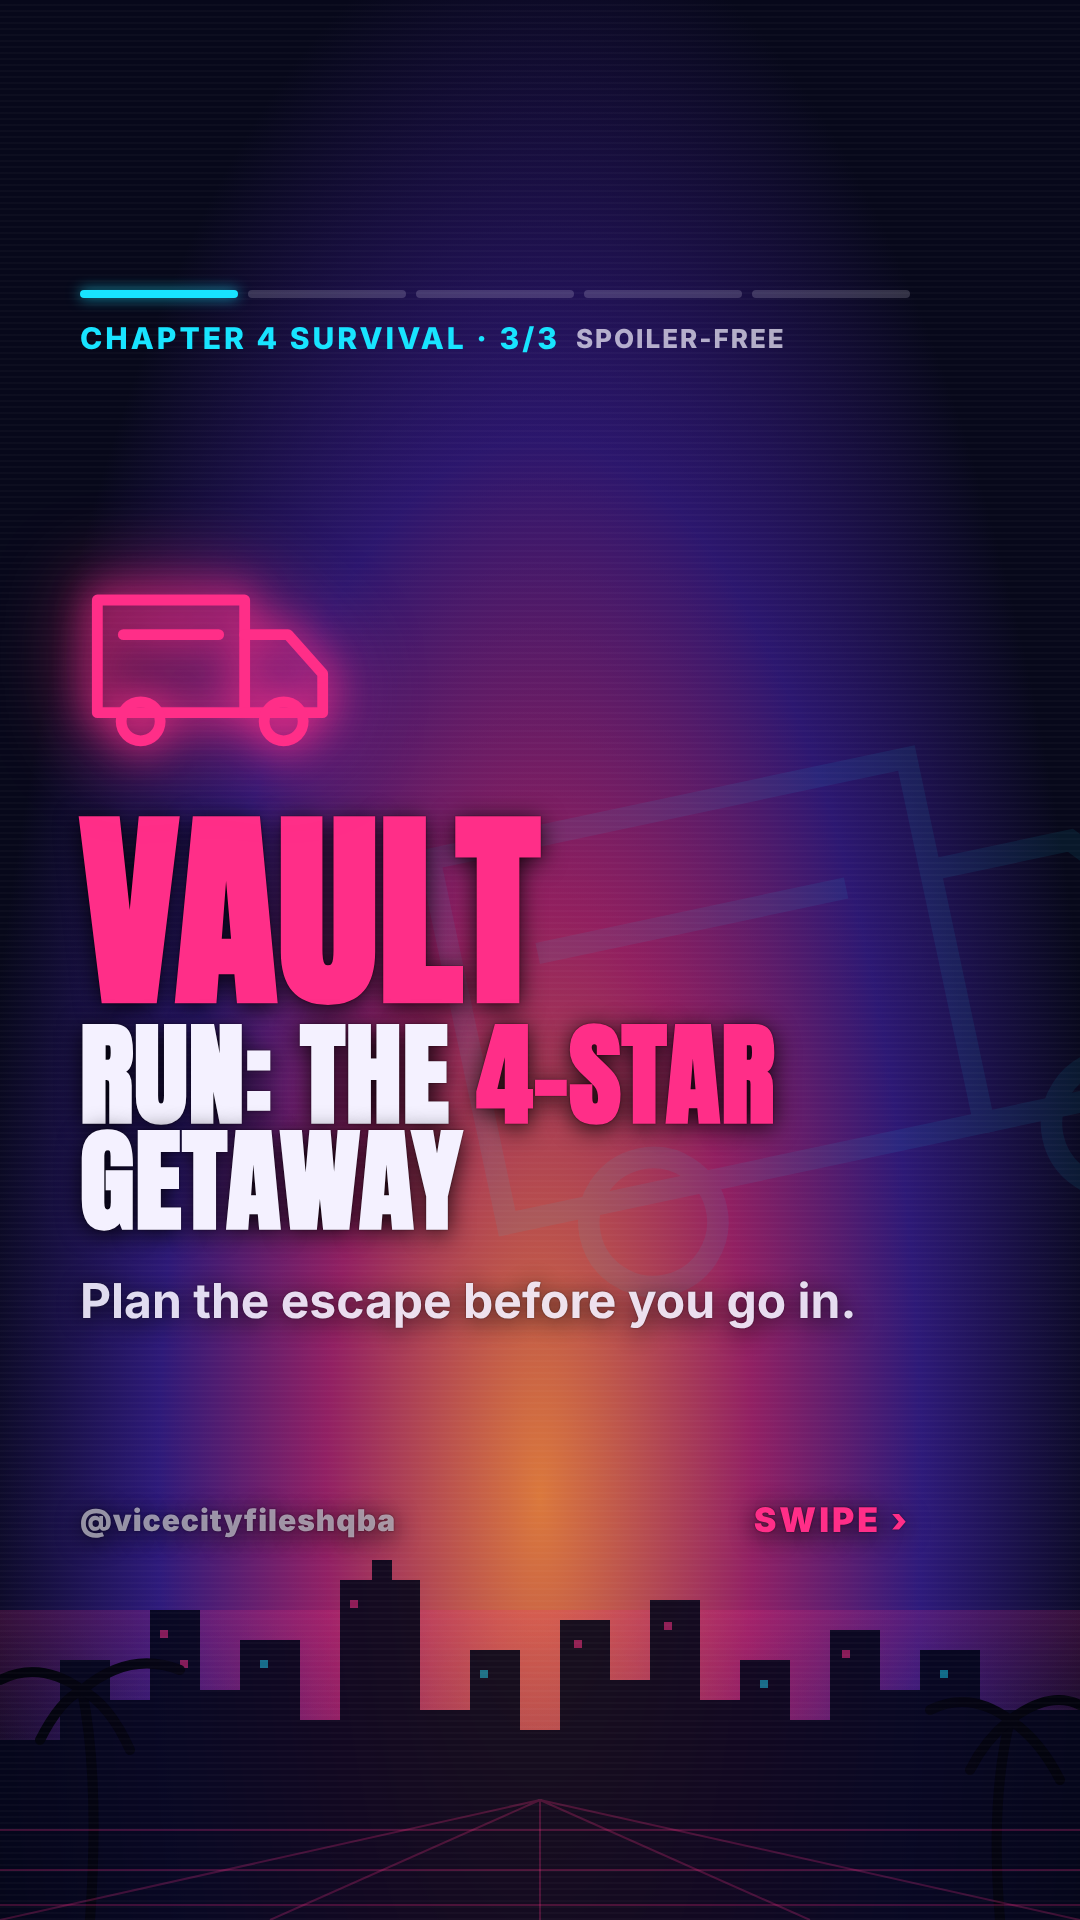 CHAPTER 4 SURVIVAL · 3/3 SPOILER-FREE
VAULT
RUN: THE 4-STAR
GETAWAY
Plan the escape before you go in.
@vicecityfileshqba SWIPE ›